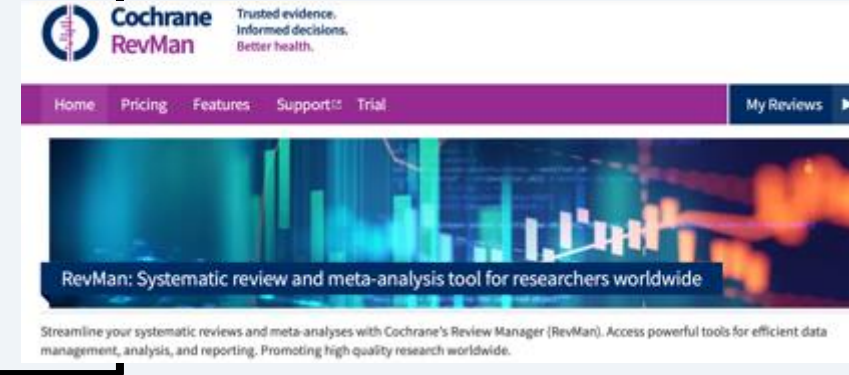 Cochrane
RevMan
Trusted evidence.
Informed decisions.
Better health.
Home Pricing Features Support Trial My Reviews
RevMan: Systematic review and meta-analysis tool for researchers worldwide
Streamline your systematic reviews and meta-analyses with Cochrane's Review Manager (RevMan). Access powerful tools for efficient data
management, analysis, and reporting. Promoting high quality research worldwide.